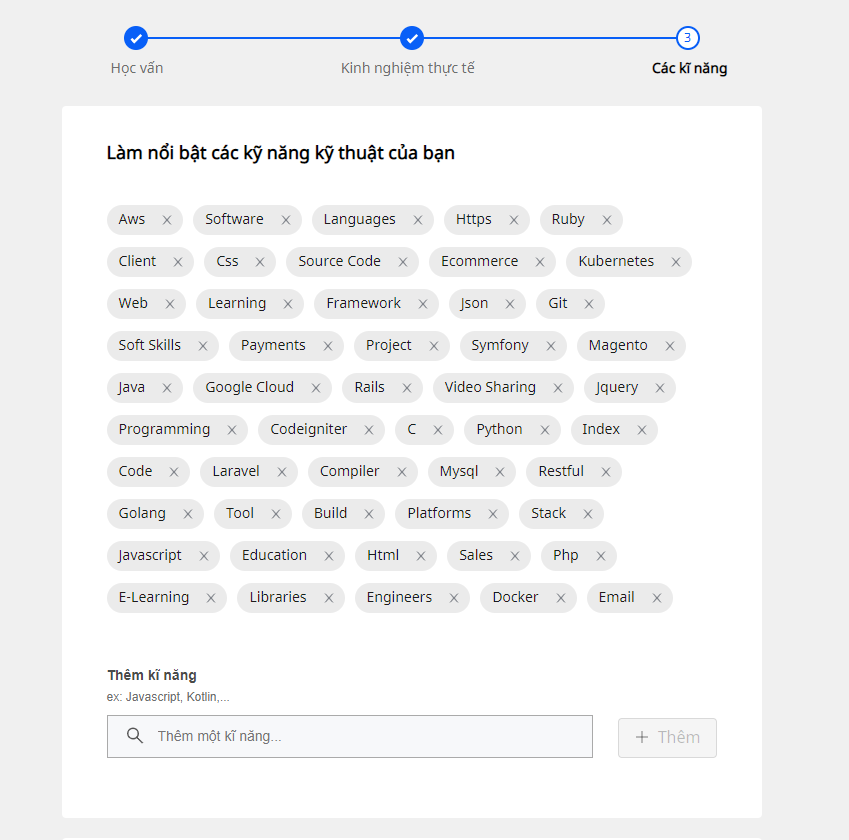 3
Học vấn Kinh nghiệm thực tế Các kĩ năng
Làm nổi bật các kỹ năng kỹ thuật của bạn
Aws Software Languages Https Ruby
Client Css Source Code Ecommerce Kubernetes
Web Learning Framework Json Git
Soft Skills Payments Project Symfony Magento
Java Google Cloud Rails Video Sharing Jquery
Programming Codeigniter C Python Index
Code Laravel Compiler Mysql Restful
Golang Tool Build Platforms Stack
Javascript Education Html Sales Php
E-Learning Libraries Engineers Docker Email
Thêm kĩ năng
ex: Javascript, Kotlin,...
Thêm một kĩ năng... + Thêm